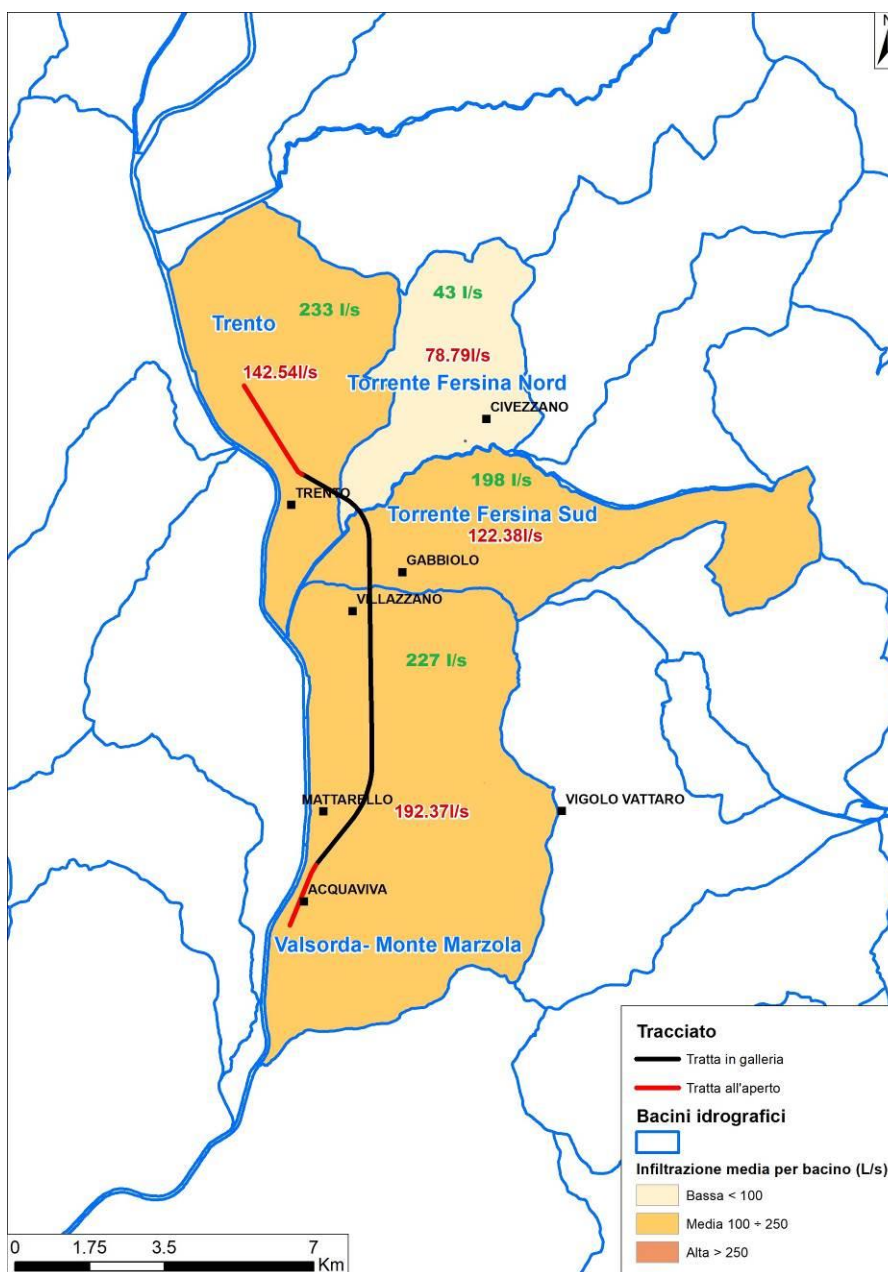 N
233 l/s
43 l/s
Trento
142.54l/s
78.79l/s
Torrente Fersina Nord
CIVEZZANO
198 l/s
TRENTO
Torrente Fersina Sud
122.38l/s
GABBIOLO
VILLAZZANO
227 l/s
MATTARELLO
192.37l/s
VIGOLO VATTARO
ACQUAVIVA
Valsorda- Monte Marzola
Tracciato
Tratta in galleria
Tratta all'aperto
Bacini idrografici
Infiltrazione media per bacino (L/s)
Bassa < 100
Media 100 ÷ 250
Alta > 250
0 1.75 3.5 7
Km